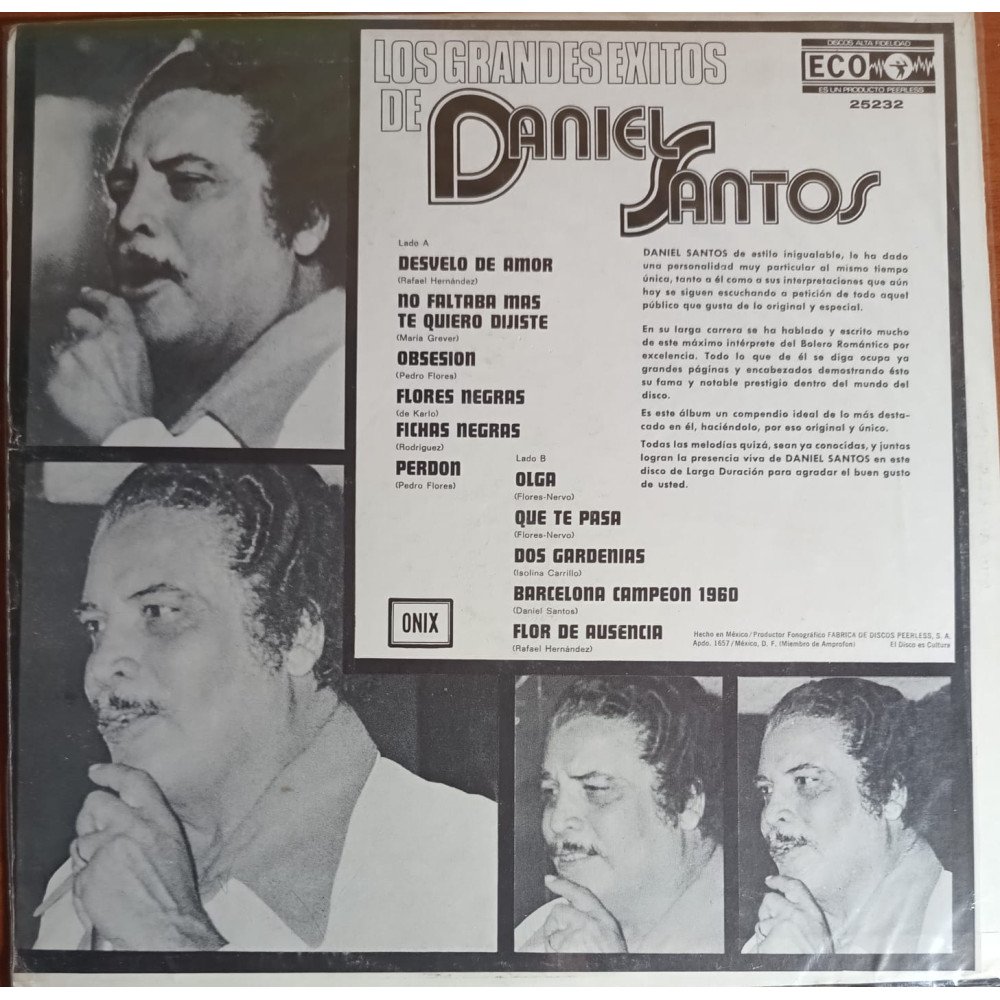 LOS GRANDES EXITOS
DE DANIEL
SANTOS
DISCOS ALTA FIDELIDAD
ECO
ES UN PRODUCTO PEERLESS
25232
Lado A
DESVELO DE AMOR
(Rafael Hernández)
NO FALTABA MAS
TE QUIERO DIJISTE
(María Grever)
OBSESION
(Pedro Flores)
FLORES NEGRAS
(de Karlo)
FICHAS NEGRAS
(Rodríguez)
PERDON
(Pedro Flores)
Lado B
OLGA
(Flores-Nervo)
QUE TE PASA
(Flores-Nervo)
DOS GARDENIAS
(Isolina Carrillo)
BARCELONA CAMPEON 1960
(Daniel Santos)
FLOR DE AUSENCIA
(Rafael Hernández)
DANIEL SANTOS de estilo inigualable, le ha dado
una personalidad muy particular al mismo tiempo
única, tanto a él como a sus interpretaciones que aún
hoy se siguen escuchando a petición de todo aquel
público que gusta de lo original y especial.
En su larga carrera se ha hablado y escrito mucho
de este máximo intérprete del Bolero Romántico por
excelencia. Todo lo que de él se diga ocupa ya
grandes páginas y encabezados demostrando ésto
su fama y notable prestigio dentro del mundo del
disco.
Es este álbum un compendio ideal de lo más desta-
cado en él, haciéndolo, por eso original y único.
Todas las melodías quizá, sean ya conocidas, y juntas
logran la presencia viva de DANIEL SANTOS en este
disco de Larga Duración para agradar el buen gusto
de usted.
ONIX
Hecho en México/Productor Fonográfico FABRICA DE DISCOS PEERLESS, S. A.
Apdo. 1657/México, D. F. (Miembro de Amprofon) El Disco es Cultura